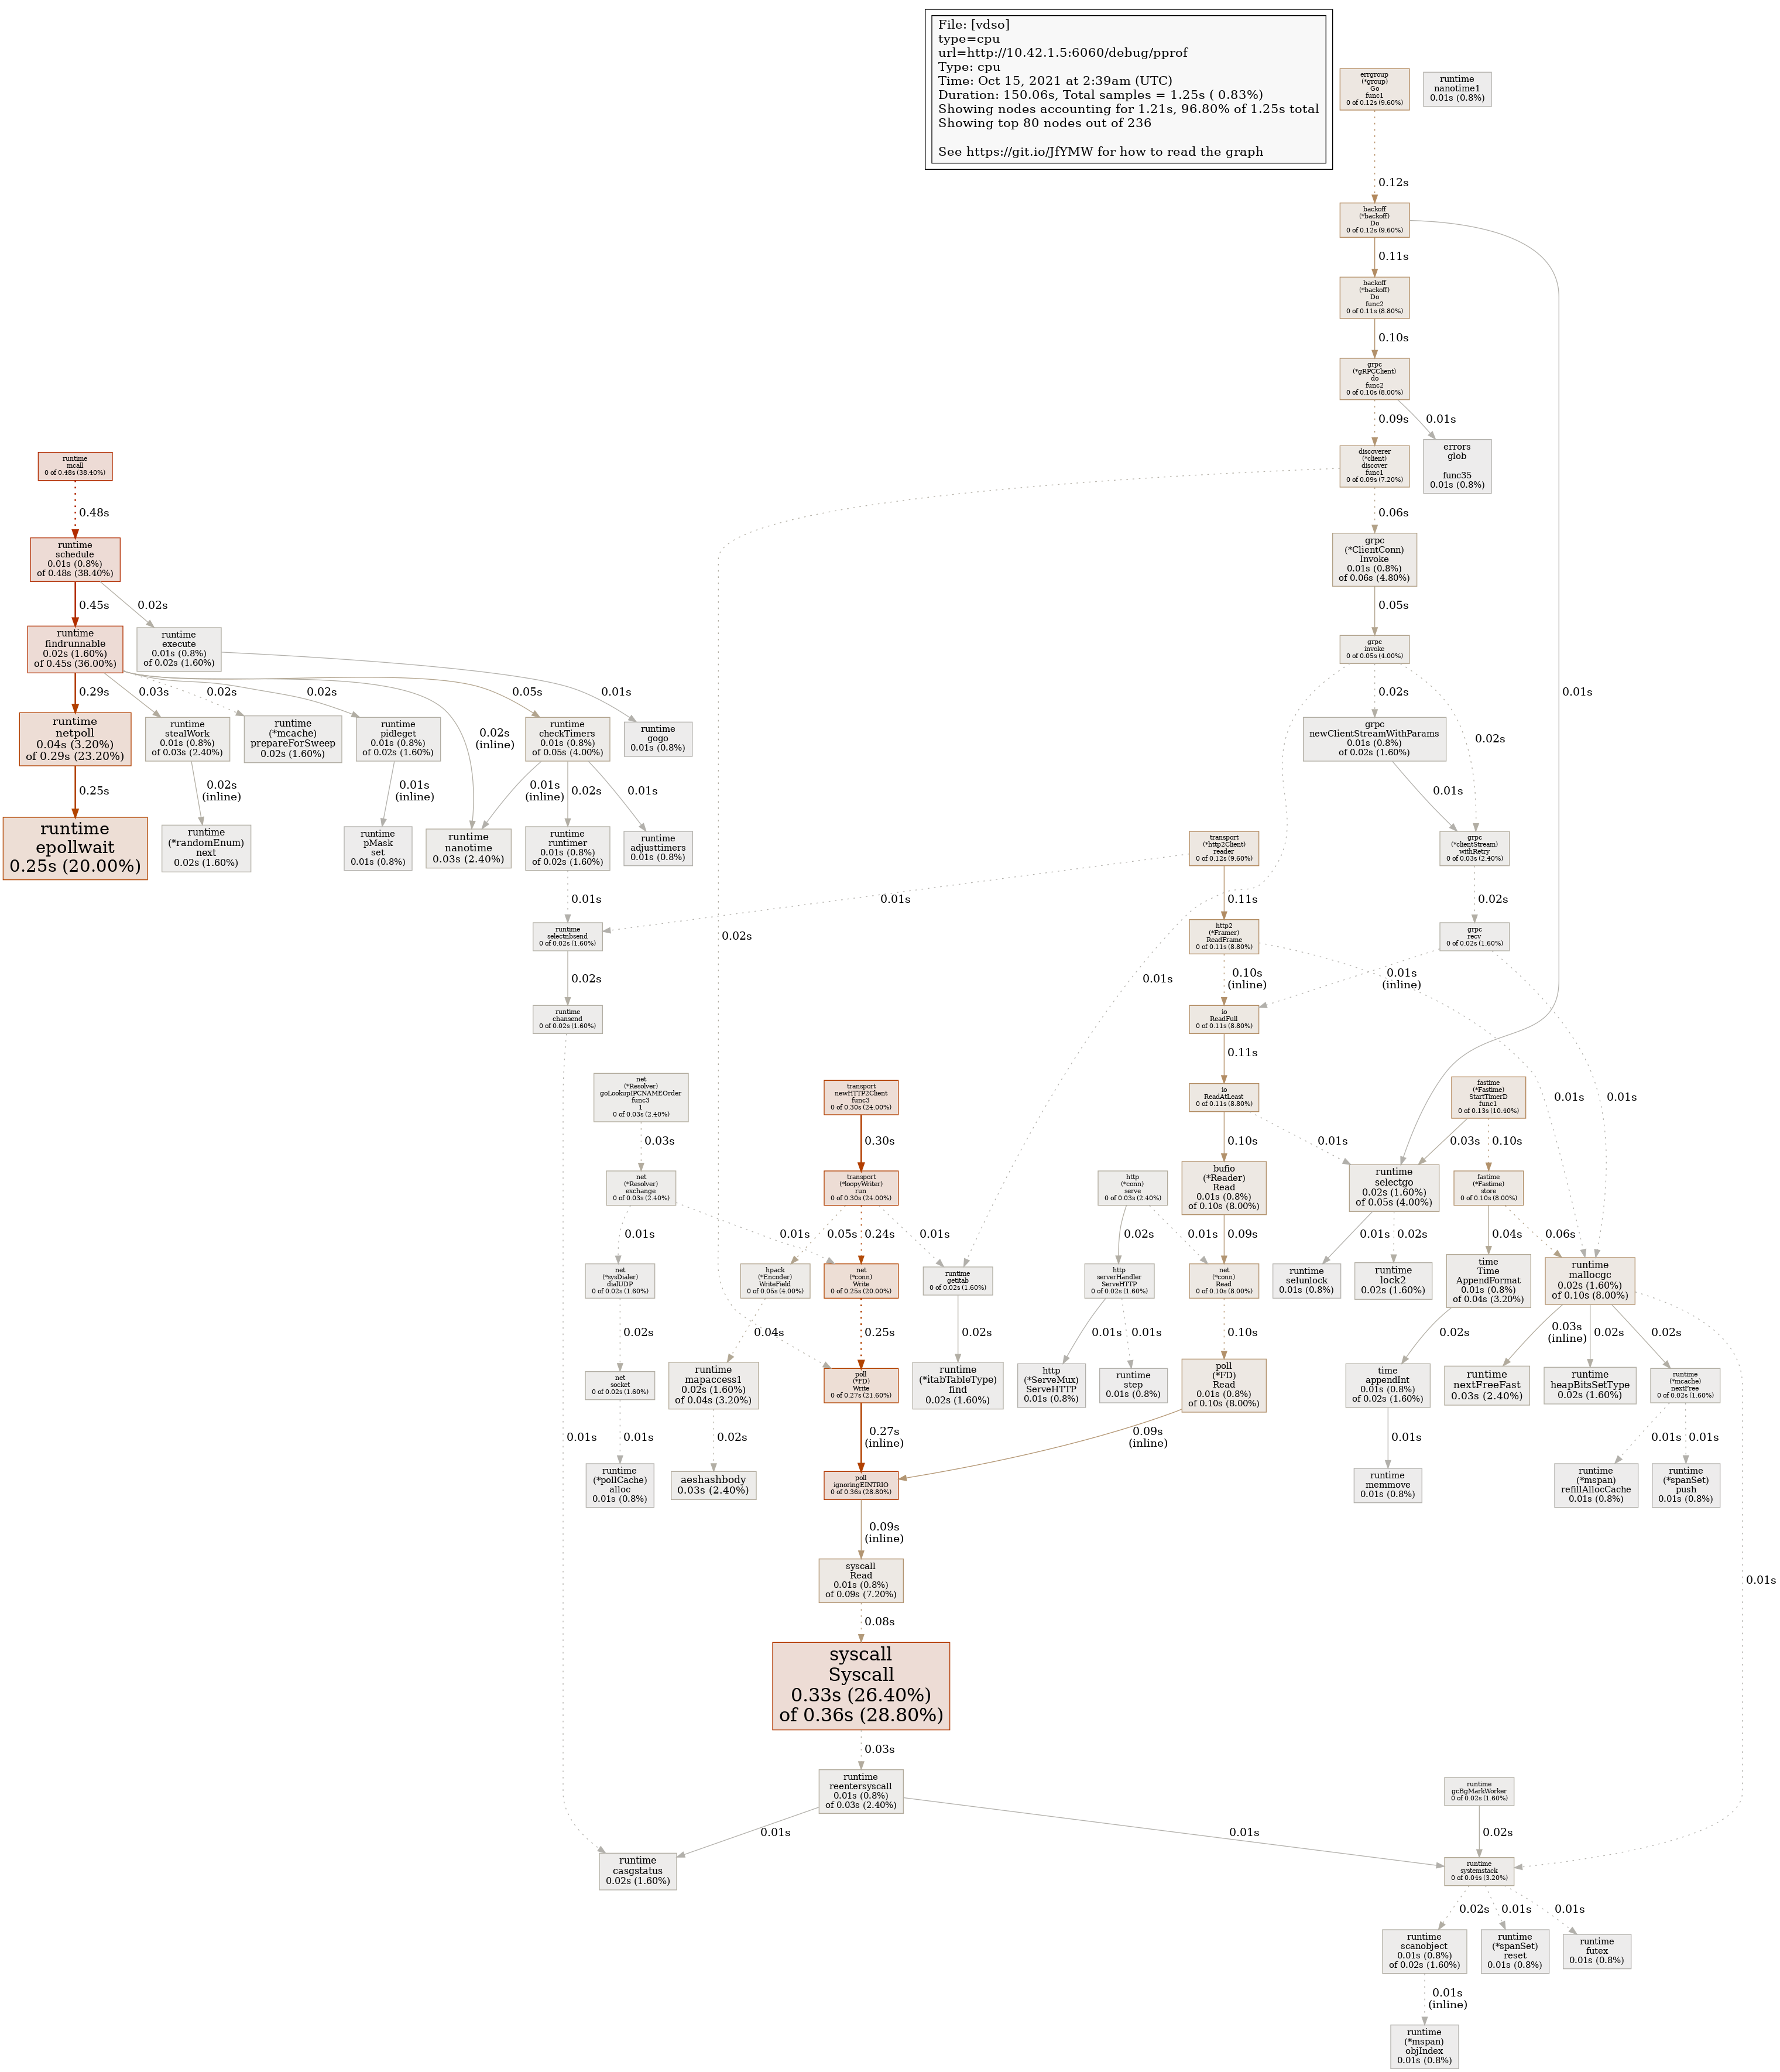 File: [vdso]
type=cpu
url=http://10.42.1.5:6060/debug/pprof
Type: cpu
Time: Oct 15, 2021 at 2:39am (UTC)
Duration: 150.06s, Total samples = 1.25s ( 0.83%)
Showing nodes accounting for 1.21s, 96.80% of 1.25s total
Showing top 80 nodes out of 236
See https://git.io/JfYMW for how to read the graph
errgroup
(*group)
Go
func1
0 of 0.12s (9.60%)
runtime
nanotime1
0.01s (0.8%)
0.12s
backoff
(*backoff)
Do
0 of 0.12s (9.60%)
0.11s
backoff
(*backoff)
Do
func2
0 of 0.11s (8.80%)
0.10s
grpc
(*gRPCClient)
do
func2
0 of 0.10s (8.00%)
0.09s
0.01s
discoverer
(*client)
discover
func1
0 of 0.09s (7.20%)
errors
glob
func35
0.01s (0.8%)
runtime
mcall
0 of 0.48s (38.40%)
0.48s
0.06s
runtime
schedule
0.01s (0.8%)
of 0.48s (38.40%)
grpc
(*ClientConn)
Invoke
0.01s (0.8%)
of 0.06s (4.80%)
0.45s
0.02s
0.05s
runtime
findrunnable
0.02s (1.60%)
of 0.45s (36.00%)
runtime
execute
0.01s (0.8%)
of 0.02s (1.60%)
grpc
invoke
0 of 0.05s (4.00%)
0.29s
0.03s
0.02s
0.02s
0.02s
(inline)
0.05s
0.01s
0.02s
0.02s
0.01s
runtime
netpoll
0.04s (3.20%)
of 0.29s (23.20%)
runtime
stealWork
0.01s (0.8%)
of 0.03s (2.40%)
runtime
(*mcache)
prepareForSweep
0.02s (1.60%)
runtime
pidleget
0.01s (0.8%)
of 0.02s (1.60%)
runtime
checkTimers
0.01s (0.8%)
of 0.05s (4.00%)
runtime
gogo
0.01s (0.8%)
grpc
newClientStreamWithParams
0.01s (0.8%)
of 0.02s (1.60%)
0.25s
0.02s
(inline)
0.01s
(inline)
0.01s
(inline)
0.02s
0.01s
0.01s
runtime
epollwait
0.25s (20.00%)
runtime
(*randomEnum)
next
0.02s (1.60%)
runtime
pMask
set
0.01s (0.8%)
runtime
nanotime
0.03s (2.40%)
runtime
runtimer
0.01s (0.8%)
of 0.02s (1.60%)
runtime
adjusttimers
0.01s (0.8%)
transport
(*http2Client)
reader
0 of 0.12s (9.60%)
grpc
(*clientStream)
withRetry
0 of 0.03s (2.40%)
0.01s
0.01s
0.11s
0.02s
runtime
selectnbsend
0 of 0.02s (1.60%)
0.02s
http2
(*Framer)
ReadFrame
0 of 0.11s (8.80%)
grpc
recv
0 of 0.02s (1.60%)
0.02s
0.01s
0.10s
(inline)
0.01s
(inline)
runtime
chansend
0 of 0.02s (1.60%)
io
ReadFull
0 of 0.11s (8.80%)
0.11s
net
(*Resolver)
goLookupIPCNAMEOrder
func3
1
0 of 0.03s (2.40%)
transport
newHTTP2Client
func3
0 of 0.30s (24.00%)
io
ReadAtLeast
0 of 0.11s (8.80%)
fastime
(*Fastime)
StartTimerD
func1
0 of 0.13s (10.40%)
0.01s
0.01s
0.03s
0.30s
0.10s
0.01s
0.03s
0.10s
net
(*Resolver)
exchange
0 of 0.03s (2.40%)
transport
(*loopyWriter)
run
0 of 0.30s (24.00%)
http
(*conn)
serve
0 of 0.03s (2.40%)
bufio
(*Reader)
Read
0.01s (0.8%)
of 0.10s (8.00%)
runtime
selectgo
0.02s (1.60%)
of 0.05s (4.00%)
fastime
(*Fastime)
store
0 of 0.10s (8.00%)
0.01s
0.01s
0.05s
0.24s
0.01s
0.02s
0.01s
0.09s
0.01s
0.02s
0.04s
0.06s
net
(*sysDialer)
dialUDP
0 of 0.02s (1.60%)
hpack
(*Encoder)
WriteField
0 of 0.05s (4.00%)
net
(*conn)
Write
0 of 0.25s (20.00%)
runtime
getitab
0 of 0.02s (1.60%)
http
serverHandler
ServeHTTP
0 of 0.02s (1.60%)
net
(*conn)
Read
0 of 0.10s (8.00%)
runtime
selunlock
0.01s (0.8%)
runtime
lock2
0.02s (1.60%)
time
Time
AppendFormat
0.01s (0.8%)
of 0.04s (3.20%)
runtime
mallocgc
0.02s (1.60%)
of 0.10s (8.00%)
0.02s
0.04s
0.25s
0.02s
0.01s
0.01s
0.10s
0.02s
0.03s
(inline)
0.02s
0.02s
net
socket
0 of 0.02s (1.60%)
runtime
mapaccess1
0.02s (1.60%)
of 0.04s (3.20%)
poll
(*FD)
Write
0 of 0.27s (21.60%)
runtime
(*itabTableType)
find
0.02s (1.60%)
http
(*ServeMux)
ServeHTTP
0.01s (0.8%)
runtime
step
0.01s (0.8%)
poll
(*FD)
Read
0.01s (0.8%)
of 0.10s (8.00%)
time
appendInt
0.01s (0.8%)
of 0.02s (1.60%)
runtime
nextFreeFast
0.03s (2.40%)
runtime
heapBitsSetType
0.02s (1.60%)
runtime
(*mcache)
nextFree
0 of 0.02s (1.60%)
0.01s
0.01s
0.02s
0.27s
(inline)
0.09s
(inline)
0.01s
0.01s
0.01s
runtime
(*pollCache)
alloc
0.01s (0.8%)
aeshashbody
0.03s (2.40%)
poll
ignoringEINTRIO
0 of 0.36s (28.80%)
runtime
memmove
0.01s (0.8%)
runtime
(*mspan)
refillAllocCache
0.01s (0.8%)
runtime
(*spanSet)
push
0.01s (0.8%)
0.09s
(inline)
syscall
Read
0.01s (0.8%)
of 0.09s (7.20%)
0.01s
0.08s
syscall
Syscall
0.33s (26.40%)
of 0.36s (28.80%)
0.03s
runtime
reentersyscall
0.01s (0.8%)
of 0.03s (2.40%)
runtime
gcBgMarkWorker
0 of 0.02s (1.60%)
0.01s
0.01s
0.02s
runtime
casgstatus
0.02s (1.60%)
runtime
systemstack
0 of 0.04s (3.20%)
0.02s
0.01s
0.01s
runtime
scanobject
0.01s (0.8%)
of 0.02s (1.60%)
runtime
(*spanSet)
reset
0.01s (0.8%)
runtime
futex
0.01s (0.8%)
0.01s
(inline)
runtime
(*mspan)
objIndex
0.01s (0.8%)